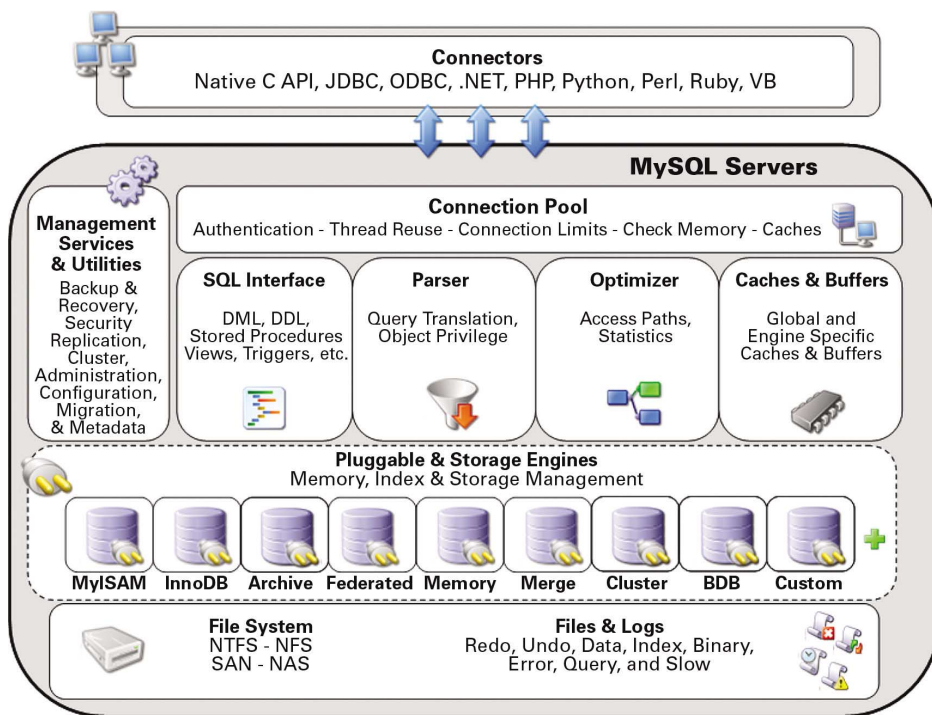 Connectors
Native C API, JDBC, ODBC, .NET, PHP, Python, Perl, Ruby, VB
MySQL Servers
Management
Services
& Utilities
Backup &
Recovery,
Security
Replication,
Cluster,
Administration,
Configuration,
Migration,
& Metadata
Connection Pool
Authentication - Thread Reuse - Connection Limits - Check Memory - Caches
SQL Interface
DML, DDL,
Stored Procedures
Views, Triggers, etc.
Parser
Query Translation,
Object Privilege
Optimizer
Access Paths,
Statistics
Caches & Buffers
Global and
Engine Specific
Caches & Buffers
Pluggable & Storage Engines
Memory, Index & Storage Management
MyISAM
InnoDB
Archive
Federated
Memory
Merge
Cluster
BDB
Custom
File System
NTFS - NFS
SAN - NAS
Files & Logs
Redo, Undo, Data, Index, Binary,
Error, Query, and Slow